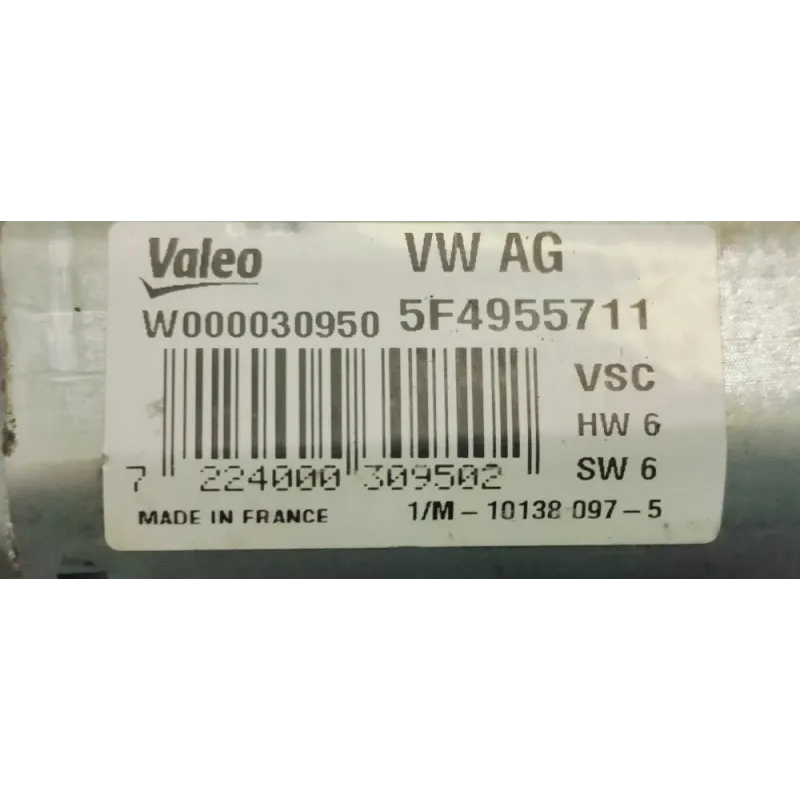 Valeo VW AG
W000030950 5F4955711
VSC
HW 6
7 224000 309502 SW 6
MADE IN FRANCE 1/M-10138 097-5